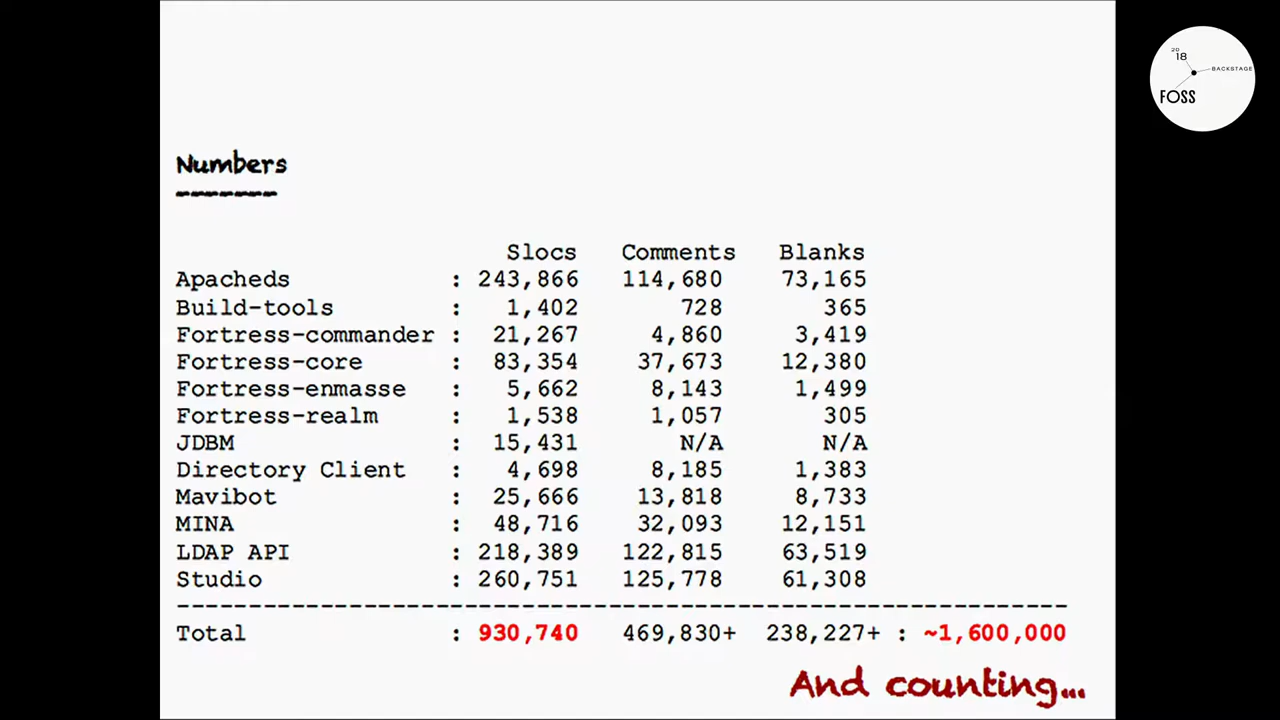 20
18
BACKSTAGE
FOSS
Numbers
-------
Slocs Comments Blanks
Apacheds : 243,866 114,680 73,165
Build-tools : 1,402 728 365
Fortress-commander : 21,267 4,860 3,419
Fortress-core : 83,354 37,673 12,380
Fortress-enmasse : 5,662 8,143 1,499
Fortress-realm : 1,538 1,057 305
JDBM : 15,431 N/A N/A
Directory Client : 4,698 8,185 1,383
Mavibot : 25,666 13,818 8,733
MINA : 48,716 32,093 12,151
LDAP API : 218,389 122,815 63,519
Studio : 260,751 125,778 61,308
--------------------------------------------------------------
Total : 930,740 469,830+ 238,227+ : ~1,600,000
And counting...